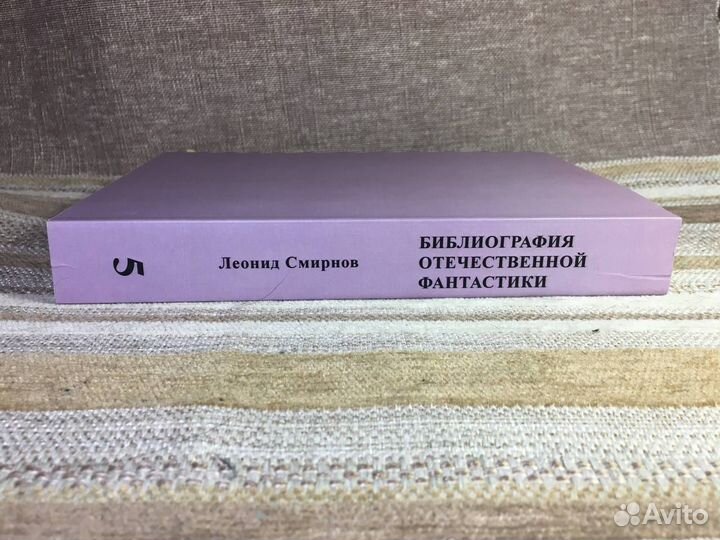 5
Леонид Смирнов
БИБЛИОГРАФИЯ
ОТЕЧЕСТВЕННОЙ
ФАНТАСТИКИ
Avito